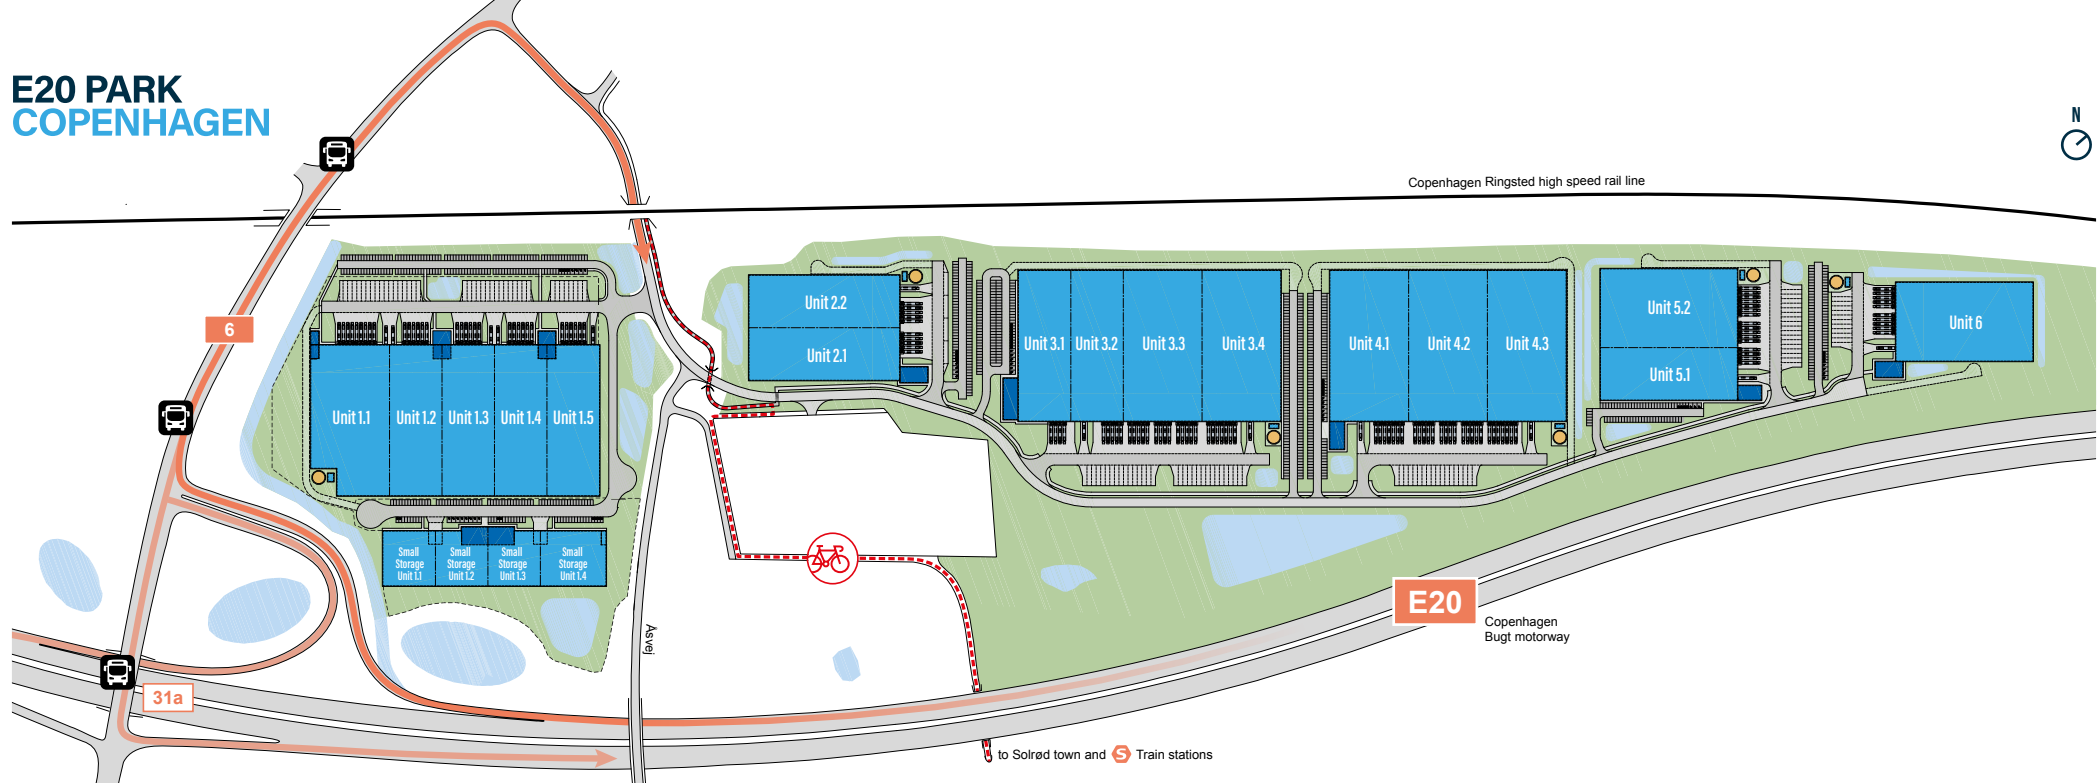 E20 PARK
COPENHAGEN
N
Copenhagen Ringsted high speed rail line
6
Unit 2.2
Unit 2.1
Unit 3.1
Unit 3.2
Unit 3.3
Unit 3.4
Unit 4.1
Unit 4.2
Unit 4.3
Unit 5.2
Unit 5.1
Unit 6
Unit 1.1
Unit 1.2
Unit 1.3
Unit 1.4
Unit 1.5
Small
Storage
Unit 1.1
Small
Storage
Unit 1.2
Small
Storage
Unit 1.3
Small
Storage
Unit 1.4
Åsvej
E20
Copenhagen
Bugt motorway
31a
to Solrød town and S Train stations